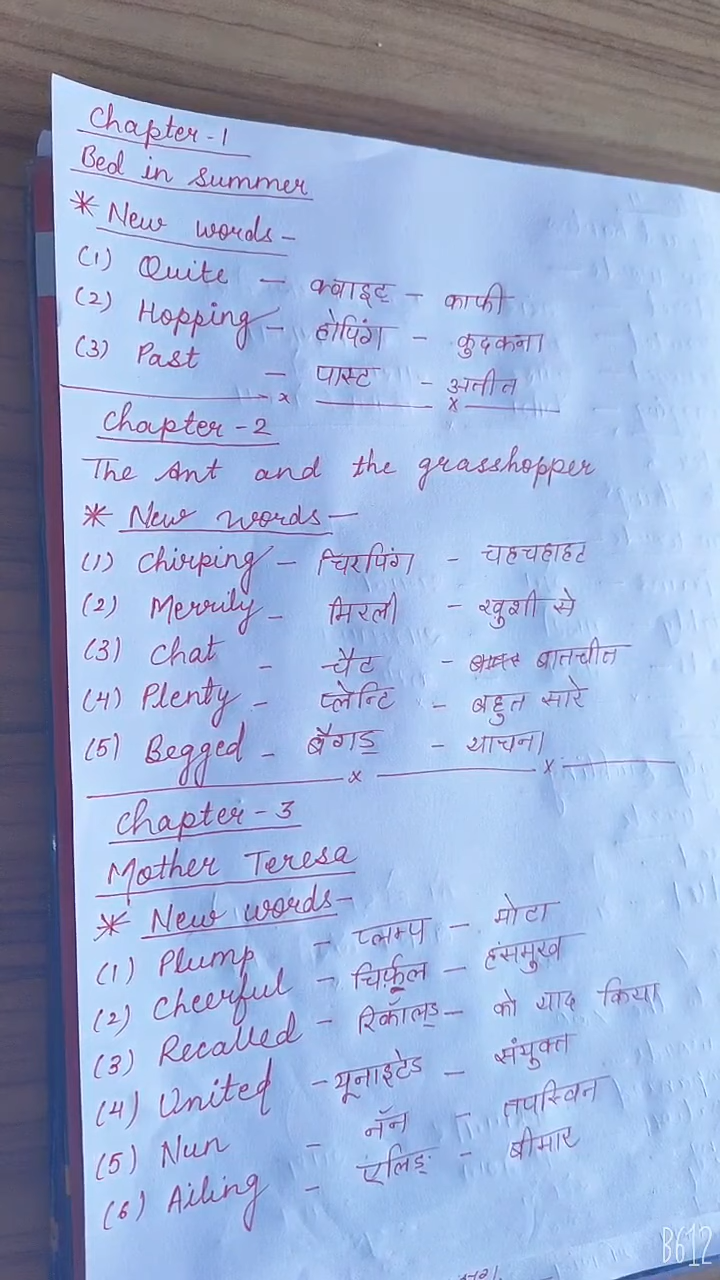 Chapter-1
Bed in summer
* New words-
(1) Quite - क्वाइट - काफी
(2) Hopping - होपिंग - कुदकना
(3) Past - पास्ट - अतीत
x x
Chapter-2
The Ant and the grasshopper
* New words-
(1) Chirping - चिरपिंग - चहचहाहट
(2) Merrily - मिरली - खुशी से
(3) Chat - चैट - बातचीत
(4) Plenty - प्लेन्टि - बहुत सारे
(5) Begged - बैगड् - याचना
x x
Chapter-3
Mother Teresa
* New words-
(1) Plump - प्लम्प - मोटा
(2) Cheerful - चिर्फुल - हंसमुख
(3) Recalled - रिकॉल्ड् - को याद किया
(4) United - यूनाइटेड - संयुक्त
(5) Nun - नॅन - तपस्विन
(6) Ailing - एलिङ् - बीमार
B612